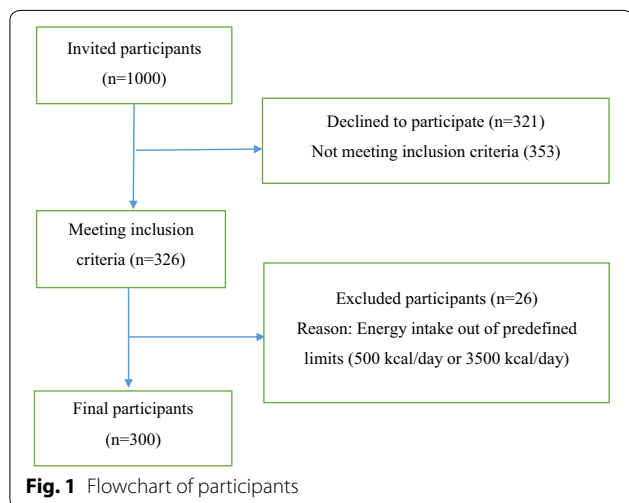 Invited participants
(n=1000)
Declined to participate (n=321)
Not meeting inclusion criteria (353)
Meeting inclusion
criteria (n=326)
Excluded participants (n=26)
Reason: Energy intake out of predefined
limits (500 kcal/day or 3500 kcal/day)
Final participants
(n=300)
Fig. 1 Flowchart of participants